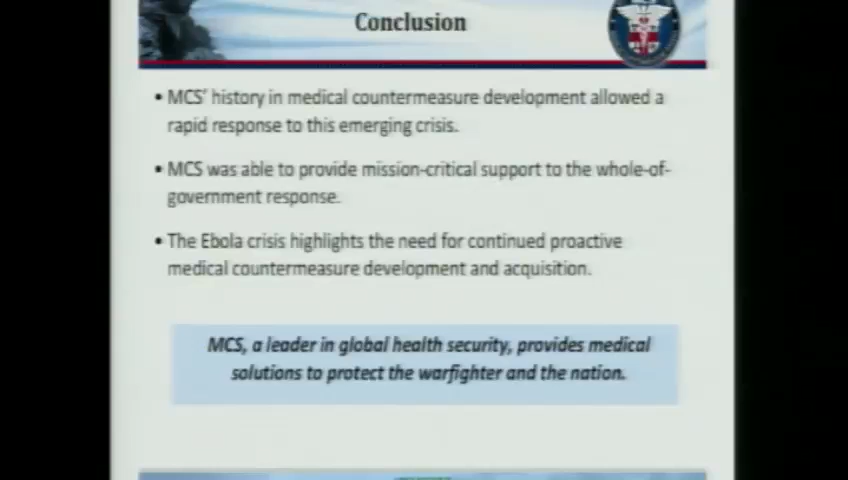 Conclusion
• MCS' history in medical countermeasure development allowed a
rapid response to this emerging crisis.
• MCS was able to provide mission-critical support to the whole-of-
government response.
• The Ebola crisis highlights the need for continued proactive
medical countermeasure development and acquisition.
MCS, a leader in global health security, provides medical
solutions to protect the warfighter and the nation.